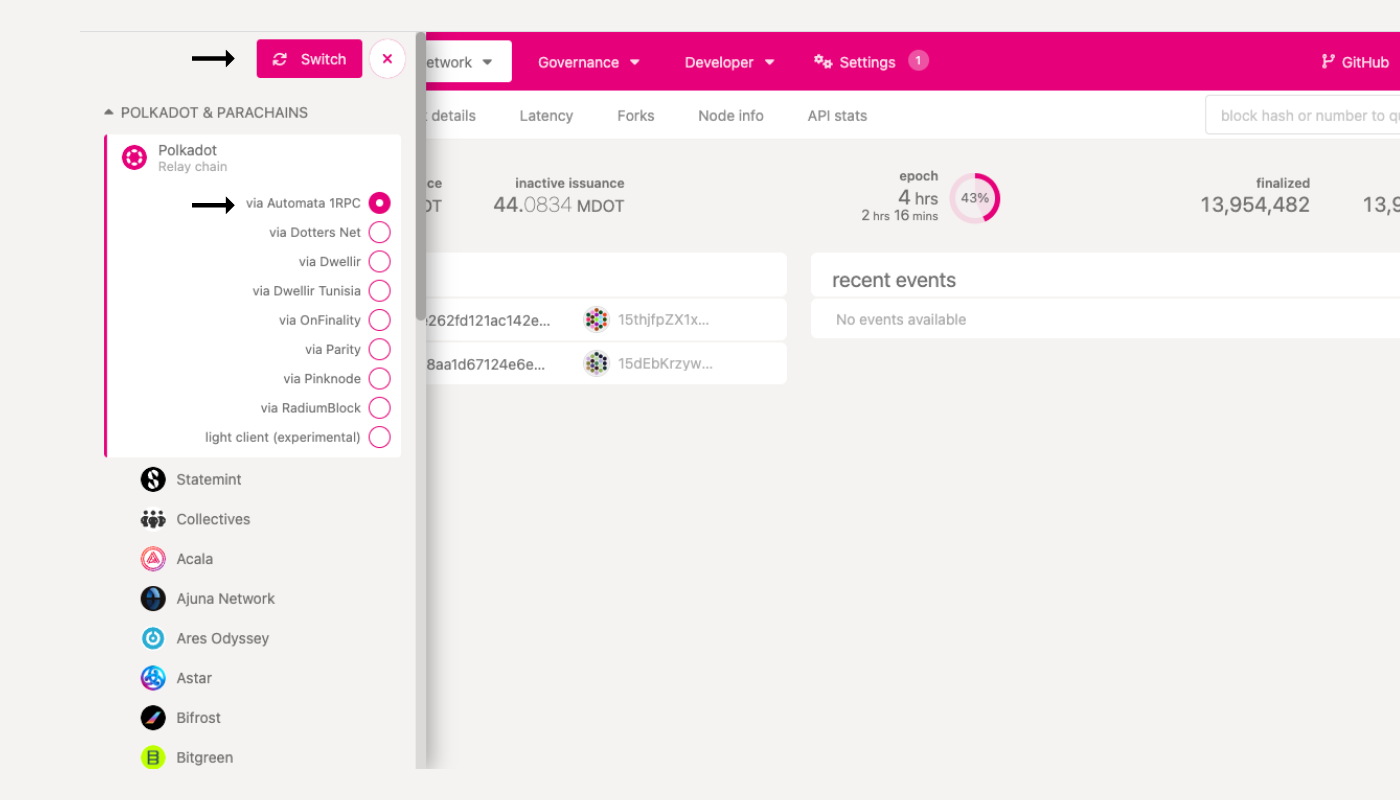 Switch
POLKADOT & PARACHAINS
Polkadot
Relay chain
via Automata 1RPC
via Dotters Net
via Dwellir
via Dwellir Tunisia
via OnFinality
via Parity
via Pinknode
via RadiumBlock
light client (experimental)
Statemint
Collectives
Acala
Ajuna Network
Ares Odyssey
Astar
Bifrost
Bitgreen
etwork Governance Developer Settings 1 GitHub
details Latency Forks Node info API stats block hash or number to qu
ce inactive issuance epoch finalized
OT 44.0834 MDOT 4 hrs 43% 13,954,482 13,9
2 hrs 16 mins
recent events
262fd121ac142e... 15thjfpZX1x... No events available
8aa1d67124e6e... 15dEbKrzyw...